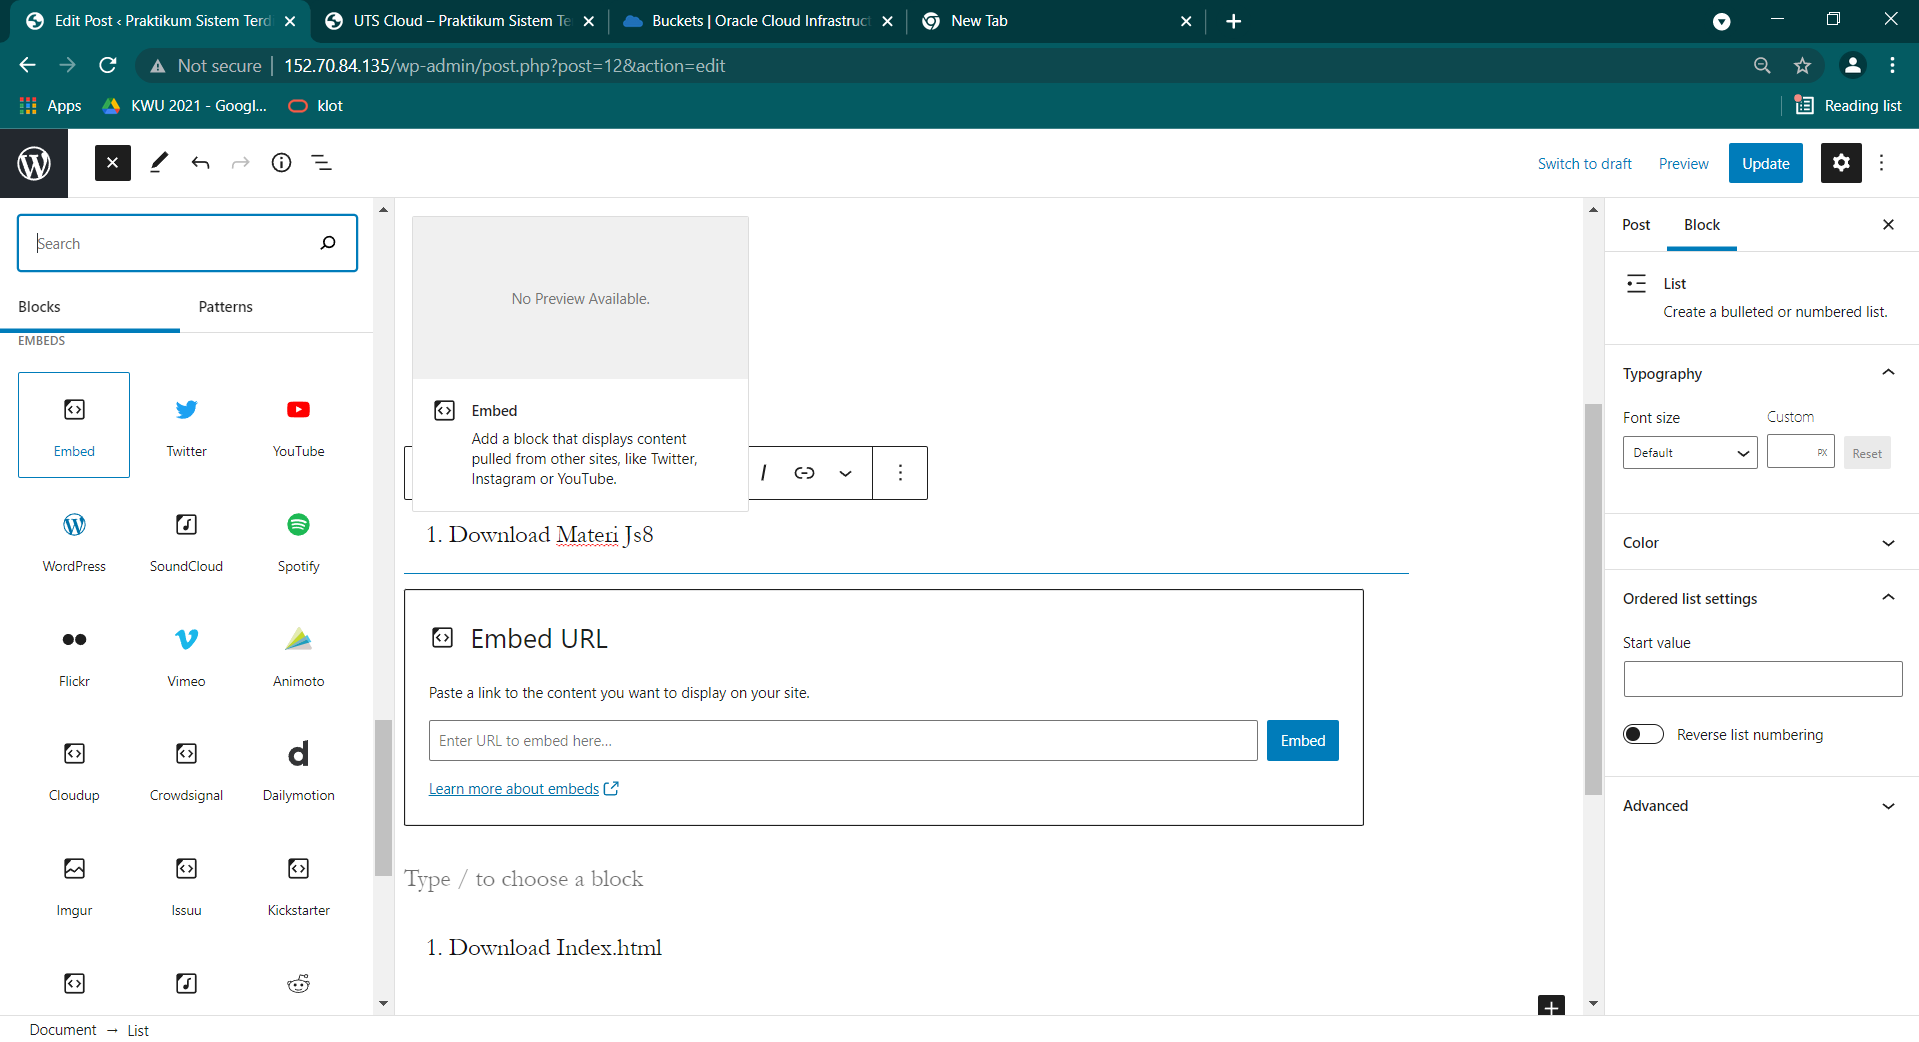 Edit Post ‹ Praktikum Sistem Terdi
UTS Cloud – Praktikum Sistem Te
Buckets | Oracle Cloud Infrastruct
New Tab
Not secure
152.70.84.135/wp-admin/post.php?post=12&action=edit
Apps
KWU 2021 - Googl...
klot
Reading list
Switch to draft
Preview
Update
Search
Blocks
Patterns
EMBEDS
Embed
Twitter
YouTube
WordPress
SoundCloud
Spotify
Flickr
Vimeo
Animoto
Cloudup
Crowdsignal
Dailymotion
Imgur
Issuu
Kickstarter
No Preview Available.
Embed
Add a block that displays content
pulled from other sites, like Twitter,
Instagram or YouTube.
1. Download Materi Js8
Embed URL
Paste a link to the content you want to display on your site.
Enter URL to embed here...
Embed
Learn more about embeds
Type / to choose a block
1. Download Index.html
Post
Block
List
Create a bulleted or numbered list.
Typography
Font size
Custom
Default
PX
Reset
Color
Ordered list settings
Start value
Reverse list numbering
Advanced
Document → List